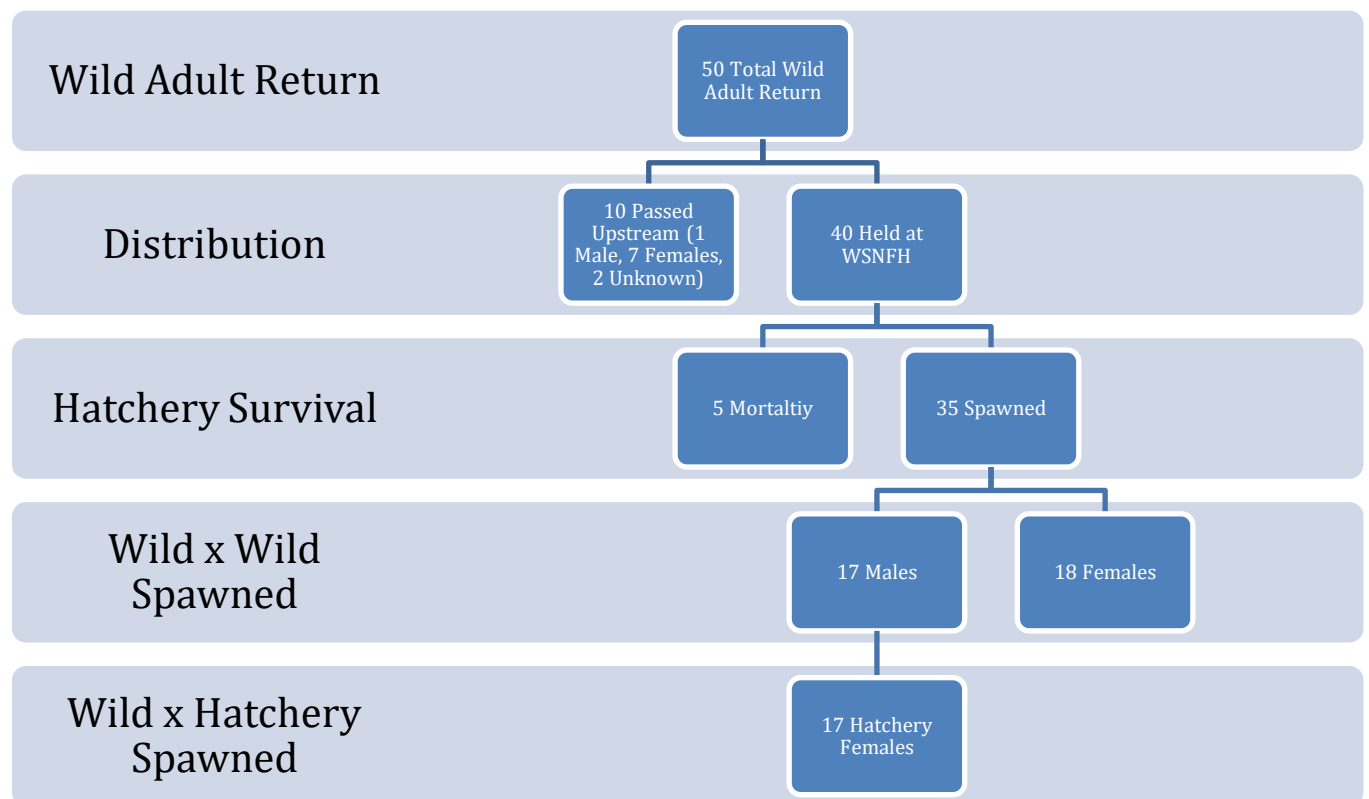 Wild Adult Return
50 Total Wild
Adult Return
Distribution
10 Passed
Upstream (1
Male, 7 Females,
2 Unknown)
40 Held at
WSNFH
Hatchery Survival
5 Mortaltiy
35 Spawned
Wild x Wild
Spawned
17 Males
18 Females
Wild x Hatchery
Spawned
17 Hatchery
Females